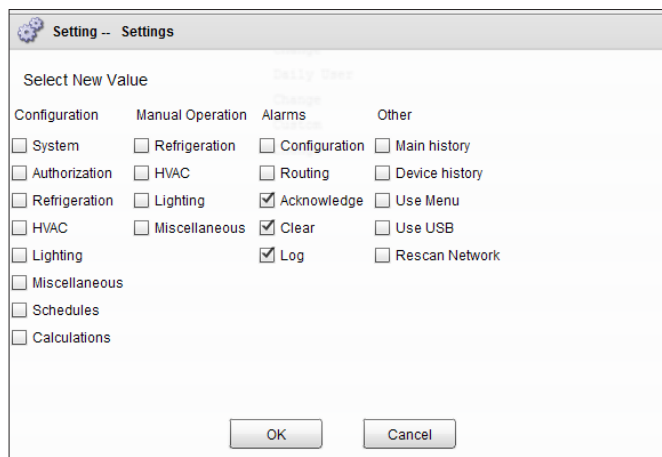 Setting -- Settings
Select New Value
Configuration Manual Operation Alarms Other
System Refrigeration Configuration Main history
Authorization HVAC Routing Device history
Refrigeration Lighting Acknowledge Use Menu
HVAC Miscellaneous Clear Use USB
Lighting Log Rescan Network
Miscellaneous
Schedules
Calculations
OK Cancel